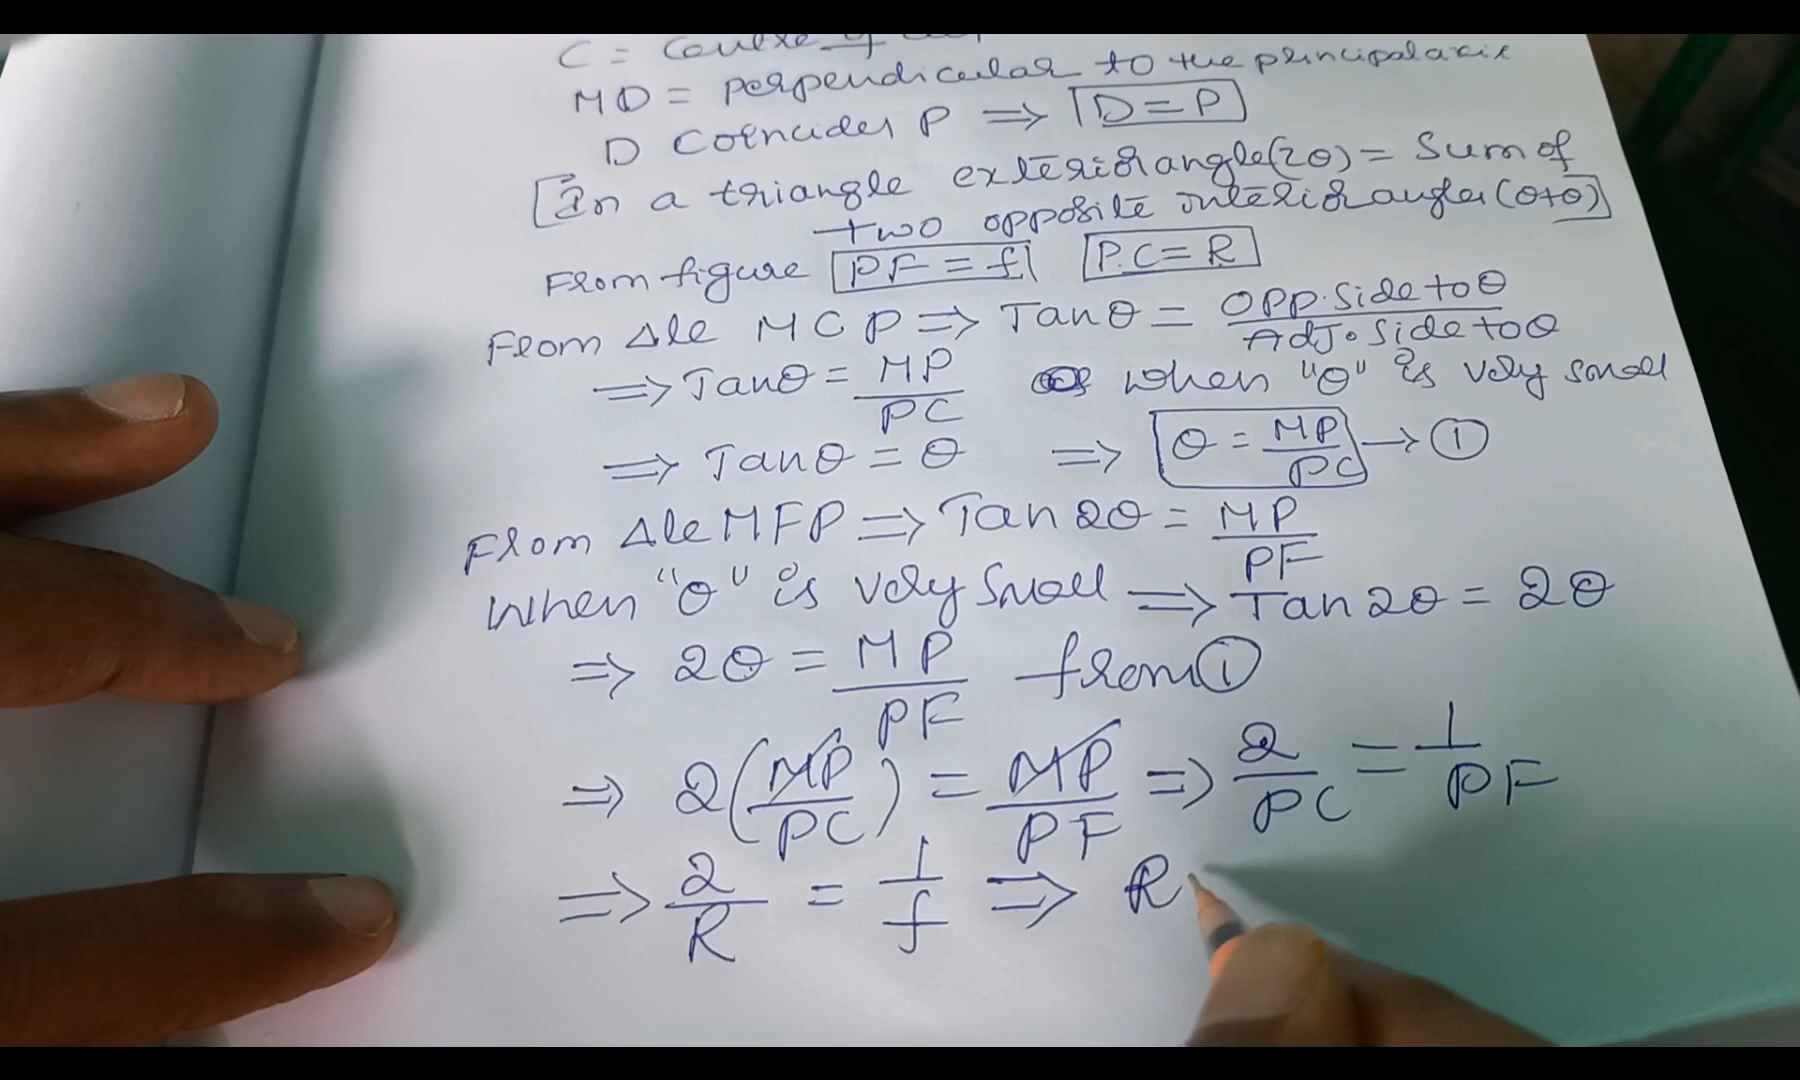 C = Centre of
MD = perpendicular to the principal axis
D Coincides P ⇒ D = P
[In a triangle exterior angle(2θ) = Sum of
two opposite interior angles (θ+θ)]
From figure PF = f P.C = R
From Δle MCP ⇒ Tanθ = Opp. Side to θ / Adj. Side to θ
⇒ Tanθ = MP / PC when "θ" is very small
⇒ Tanθ = θ ⇒ θ = MP / PC → ①
From Δle MFP ⇒ Tan 2θ = MP / PF
When "θ" is very Small ⇒ Tan 2θ = 2θ
⇒ 2θ = MP / PF from ①
⇒ 2(MP / PC) = MP / PF ⇒ 2 / PC = 1 / PF
⇒ 2 / R = 1 / f ⇒ R